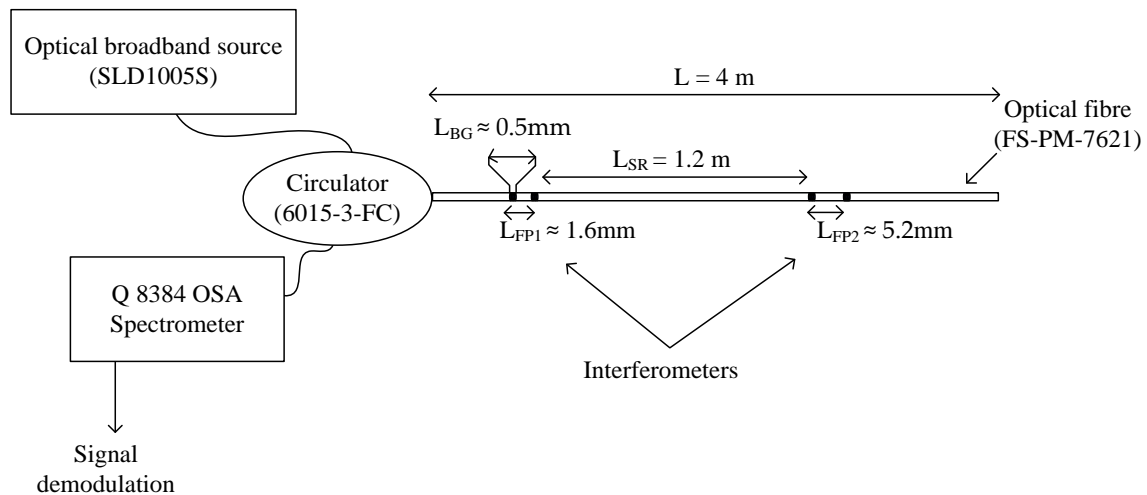 Optical broadband source
(SLD1005S)
L = 4 m
Optical fibre
(FS-PM-7621)
L_BG ≈ 0.5mm
L_SR = 1.2 m
Circulator
(6015-3-FC)
L_FP1 ≈ 1.6mm
L_FP2 ≈ 5.2mm
Q 8384 OSA
Spectrometer
Interferometers
Signal
demodulation